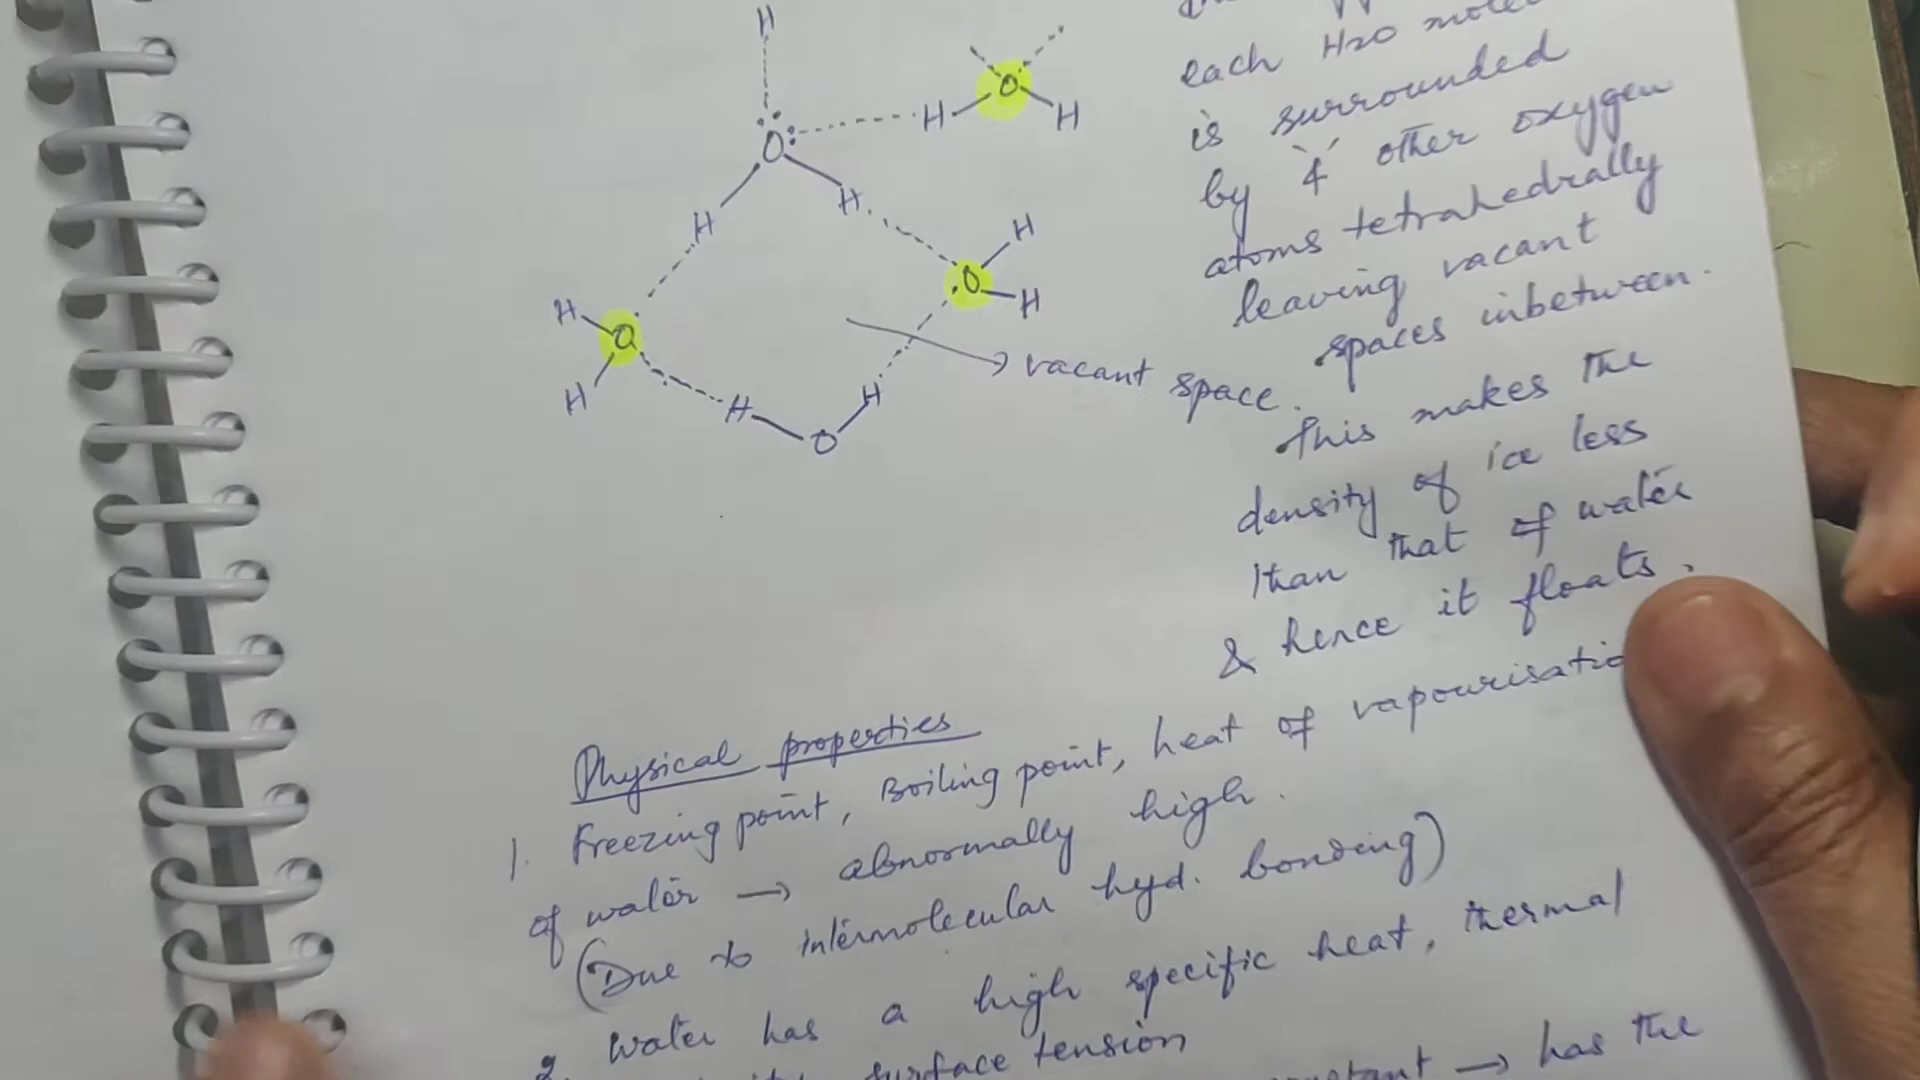 H
O
H
H
O
H
H
H
O
H
H
H
O
H
H
H
O
vacant space.
each H2O
is surrounded
by '4' other oxygen
atoms tetrahedrally
leaving vacant
spaces inbetween.
This makes the
density of ice less
than that of water
& hence it floats.
Physical properties
1. Freezing point, Boiling point, heat of
of water → abnormally high.
(Due to intermolecular hyd. bonding)
2. Water has a high specific heat, thermal
surface tension
→ has the